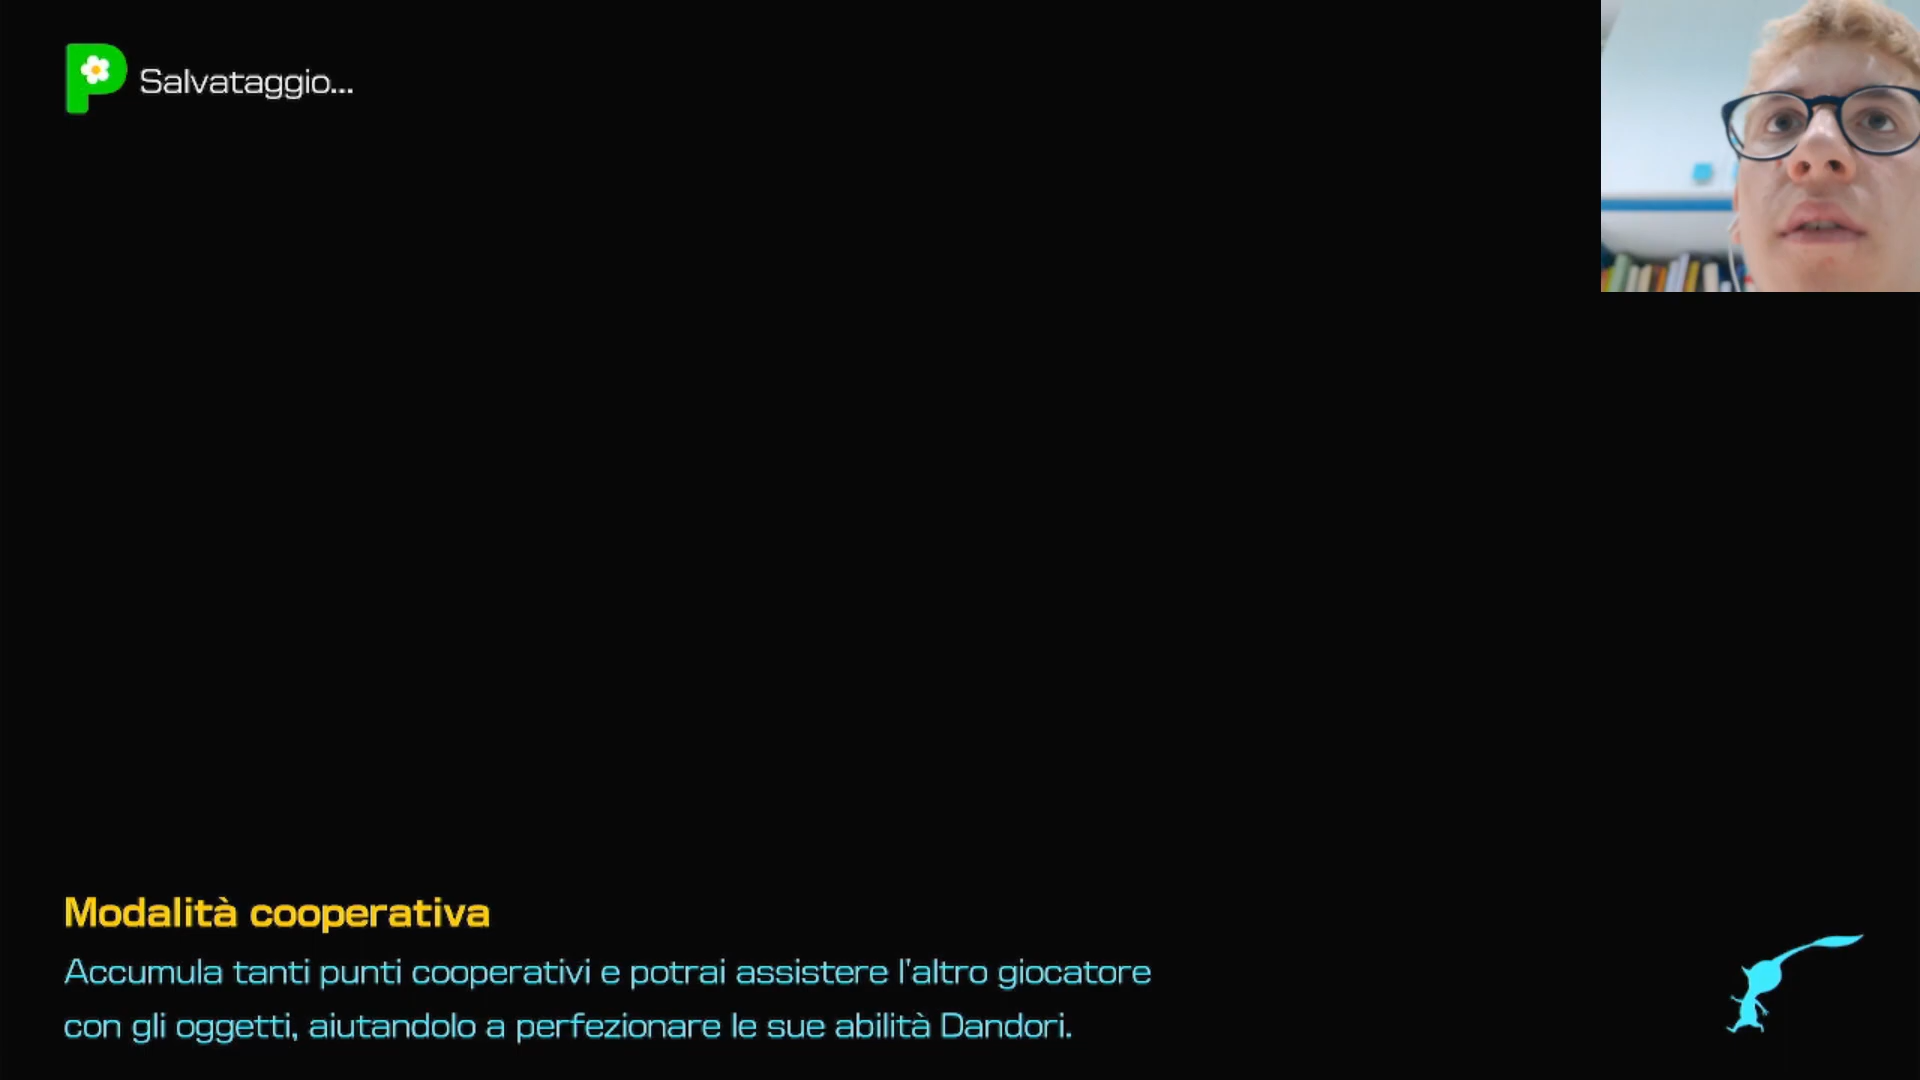 Salvataggio...
Modalità cooperativa
Accumula tanti punti cooperativi e potrai assistere l'altro giocatore
con gli oggetti, aiutandolo a perfezionare le sue abilità Dandori.